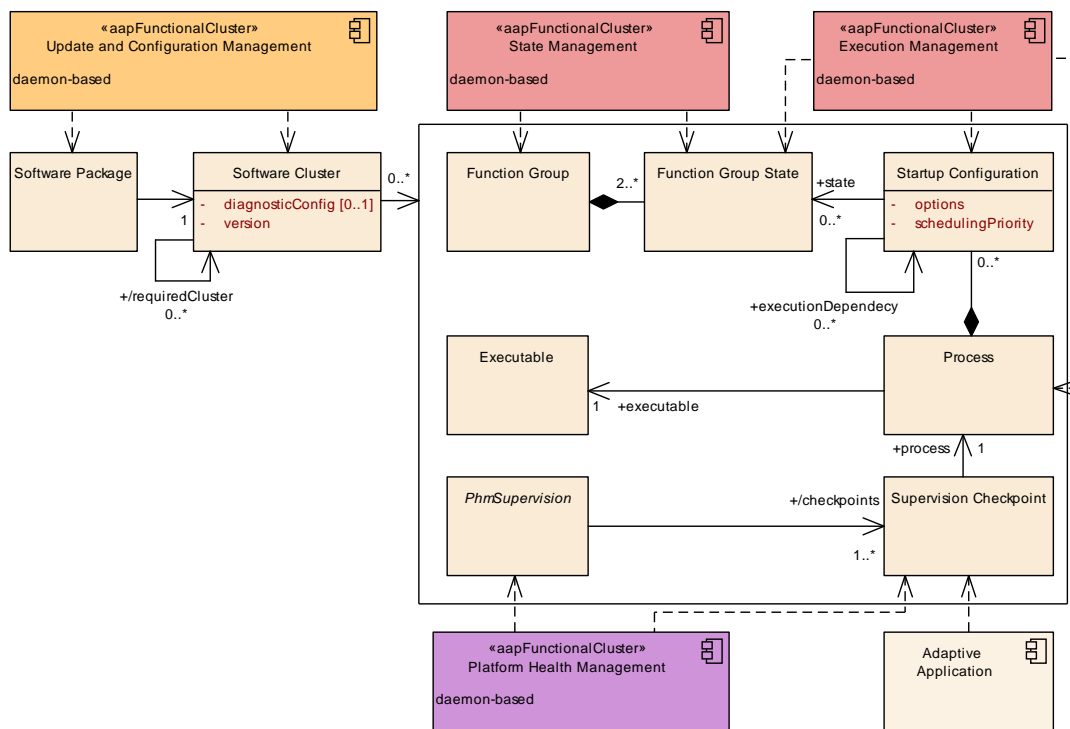 «aapFunctionalCluster»
Update and Configuration Management
daemon-based
«aapFunctionalCluster»
State Management
daemon-based
«aapFunctionalCluster»
Execution Management
daemon-based
Software Package
Software Cluster
- diagnosticConfig [0..1]
- version
1
0..*
+/requiredCluster
0..*
Function Group
2..*
Function Group State
+state
0..*
Startup Configuration
- options
- schedulingPriority
+executionDependecy
0..*
0..*
Executable
1
+executable
Process
+process
1
PhmSupervision
+/checkpoints
1..*
Supervision Checkpoint
«aapFunctionalCluster»
Platform Health Management
daemon-based
Adaptive
Application